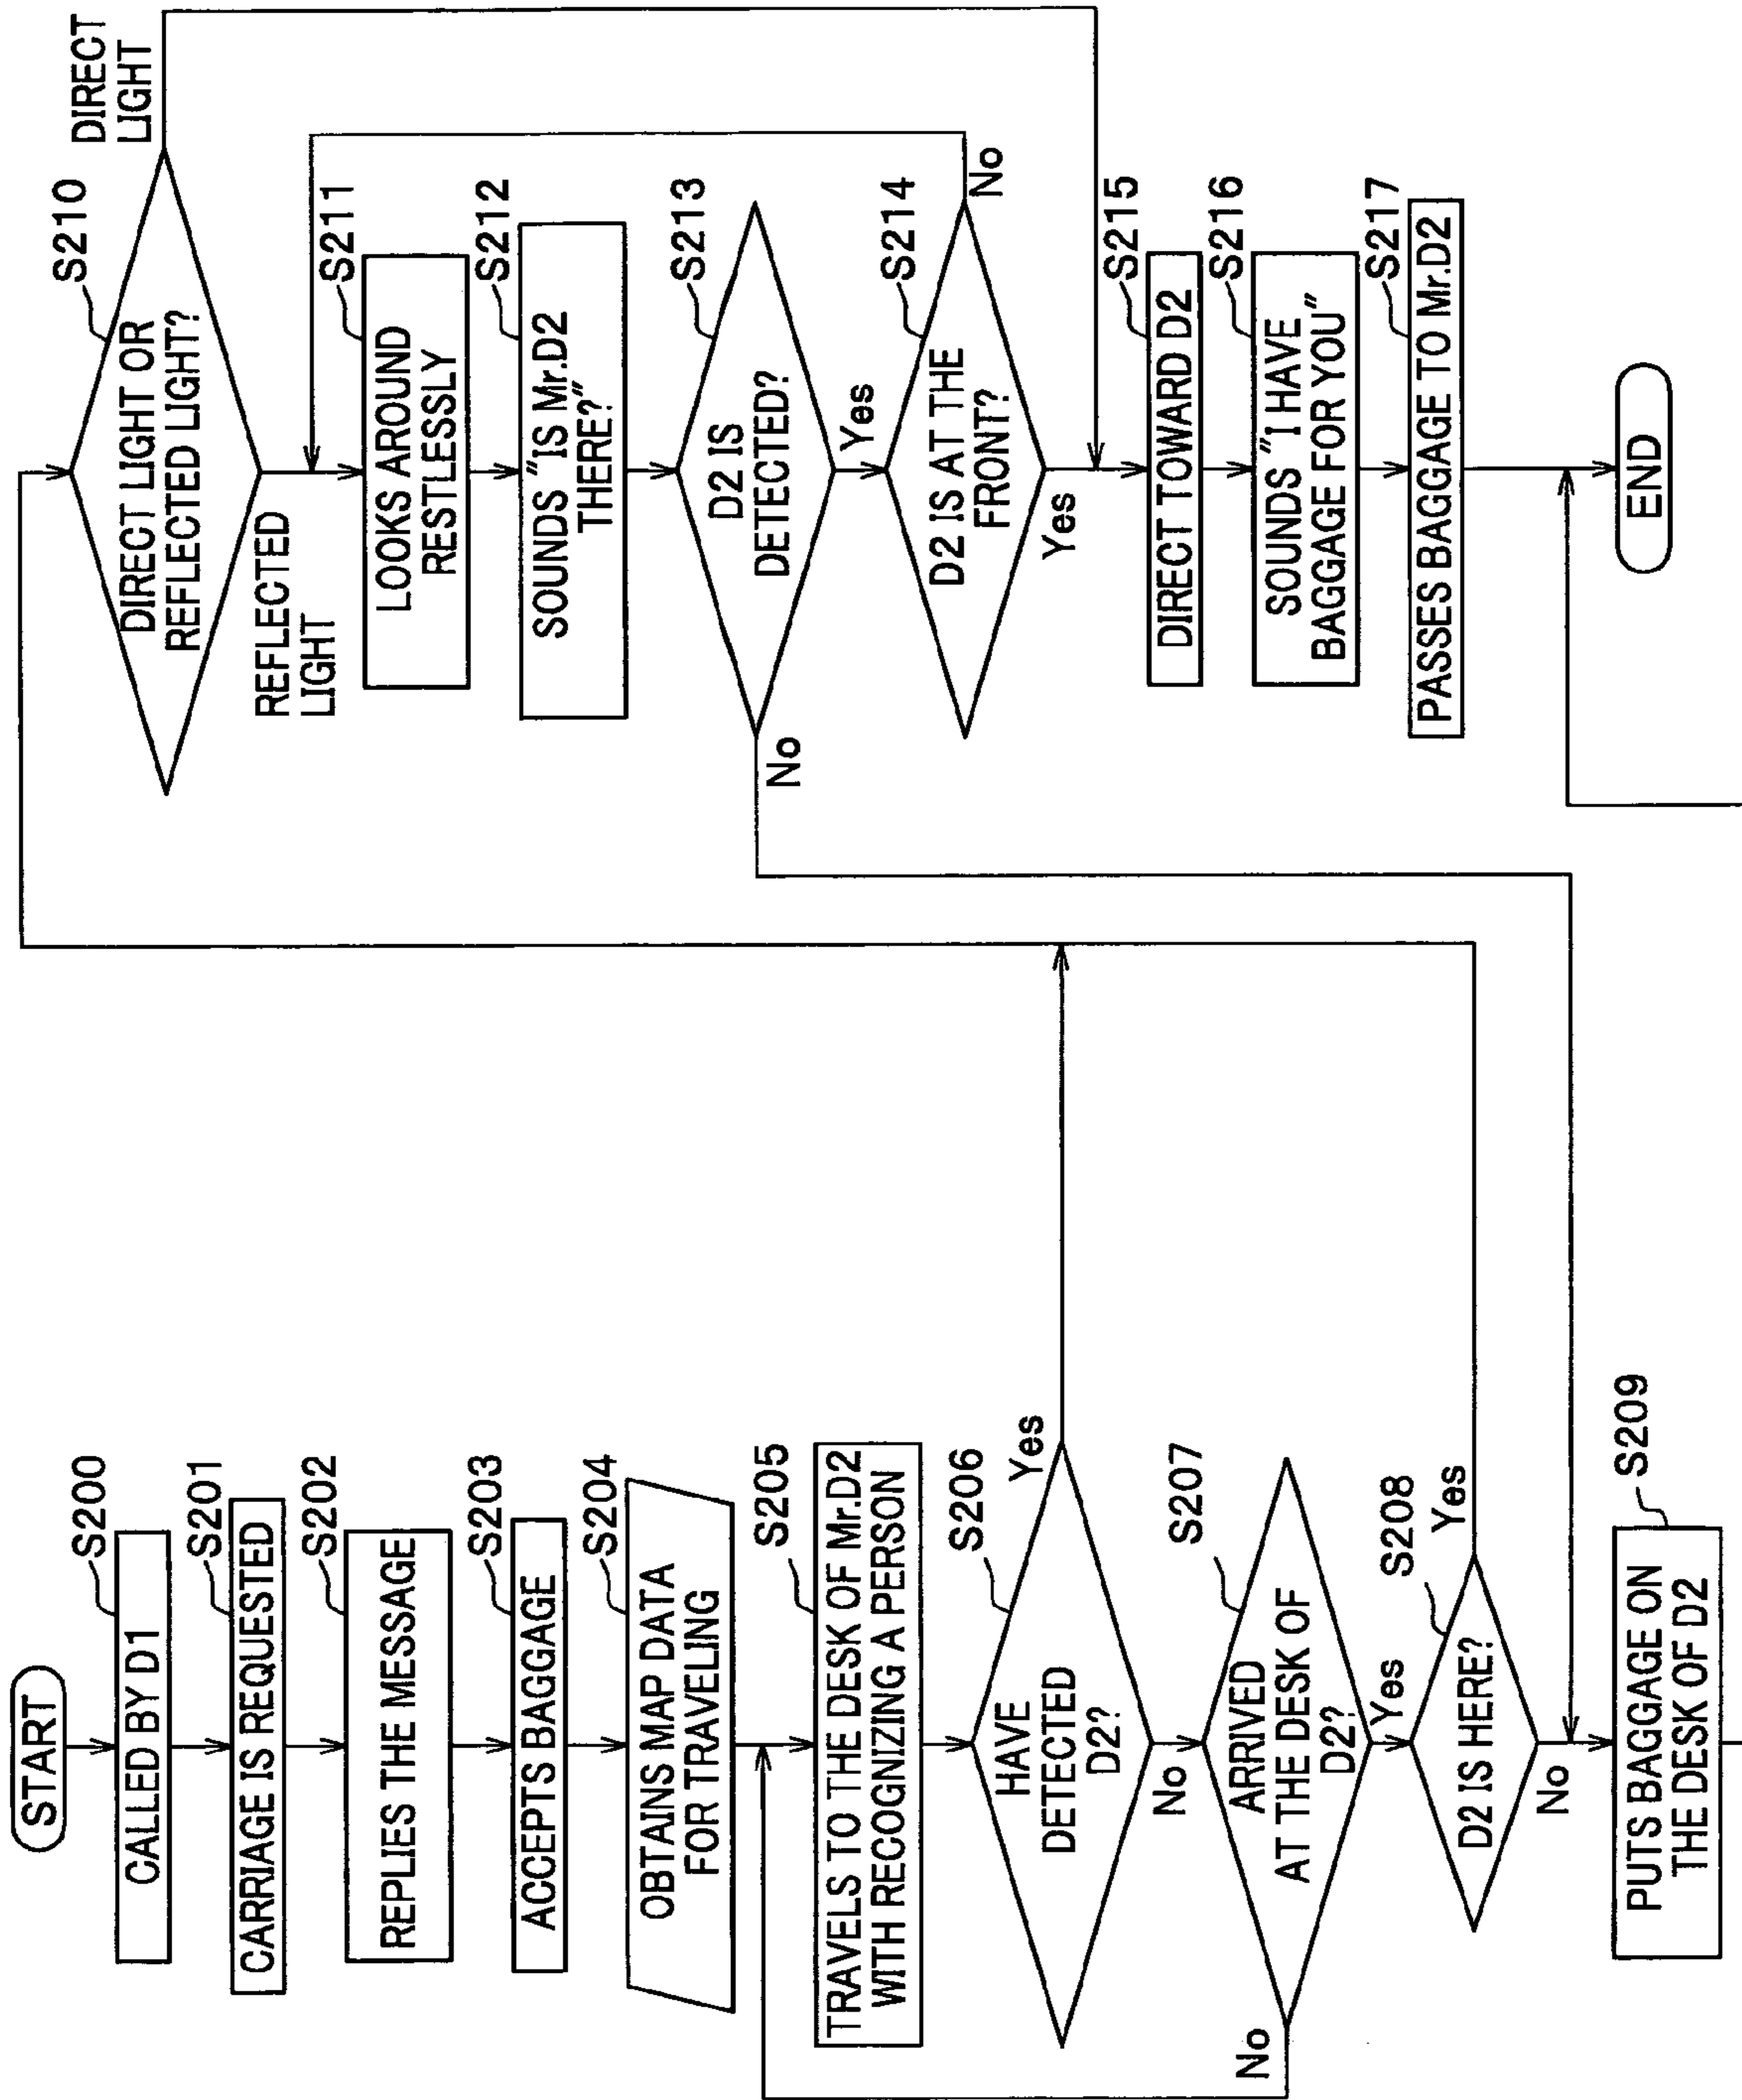 START
S200
CALLED BY D1
S201
CARRIAGE IS REQUESTED
S202
REPLIES THE MESSAGE
S203
ACCEPTS BAGGAGE
S204
OBTAINS MAP DATA
FOR TRAVELING
S205
TRAVELS TO THE DESK OF Mr.D2
WITH RECOGNIZING A PERSON
S206
HAVE
DETECTED
D2?
Yes
No
S207
ARRIVED
AT THE DESK OF
D2?
No
Yes
S208
D2 IS HERE?
Yes
No
S209
PUTS BAGGAGE ON
THE DESK OF D2
S210
DIRECT LIGHT OR
REFLECTED LIGHT?
DIRECT
LIGHT
REFLECTED
LIGHT
S211
LOOKS AROUND
RESTLESSLY
S212
SOUNDS "IS Mr.D2
THERE?"
S213
D2 IS
DETECTED?
No
Yes
S214
D2 IS AT THE
FRONT?
No
Yes
S215
DIRECT TOWARD D2
S216
SOUNDS "I HAVE
BAGGAGE FOR YOU"
S217
PASSES BAGGAGE TO Mr.D2
END